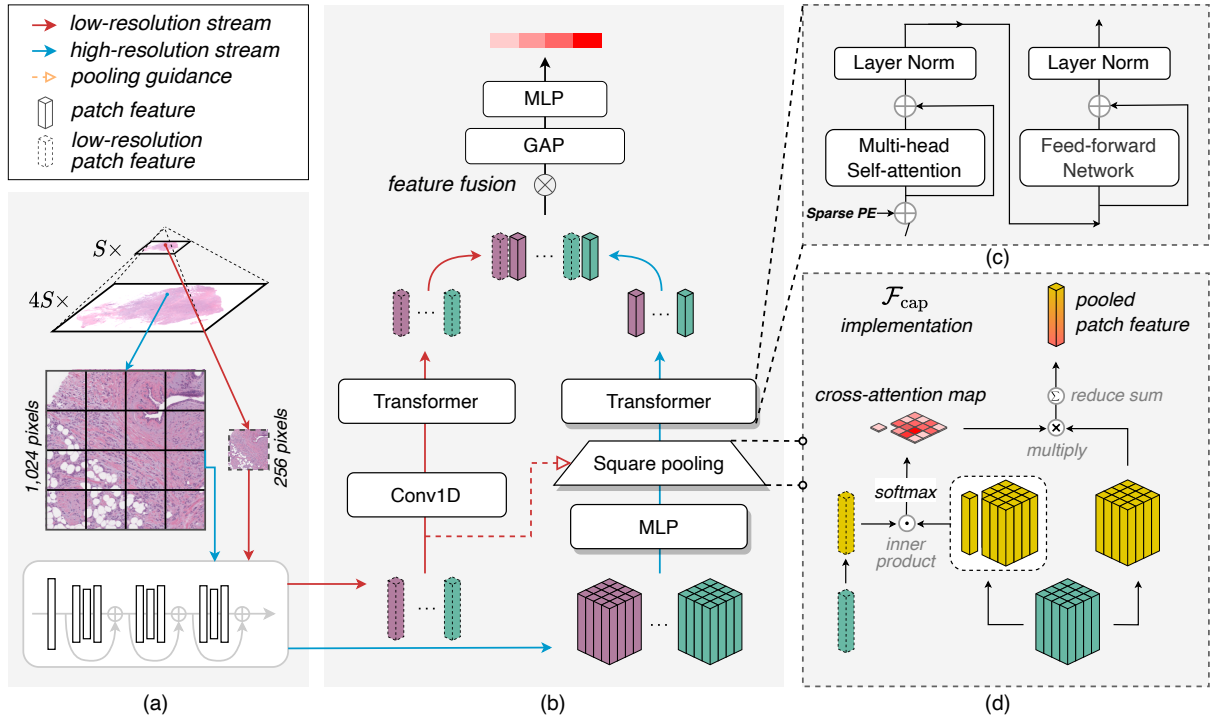 low-resolution stream
high-resolution stream
pooling guidance
patch feature
low-resolution
patch feature
S×
4S×
1,024 pixels
256 pixels
(a)
MLP
GAP
feature fusion
Transformer
Transformer
Square pooling
Conv1D
MLP
(b)
Layer Norm
Layer Norm
Multi-head
Self-attention
Feed-forward
Network
Sparse PE
(c)
F_cap
implementation
pooled
patch feature
cross-attention map
Σ
reduce sum
multiply
softmax
inner
product
(d)